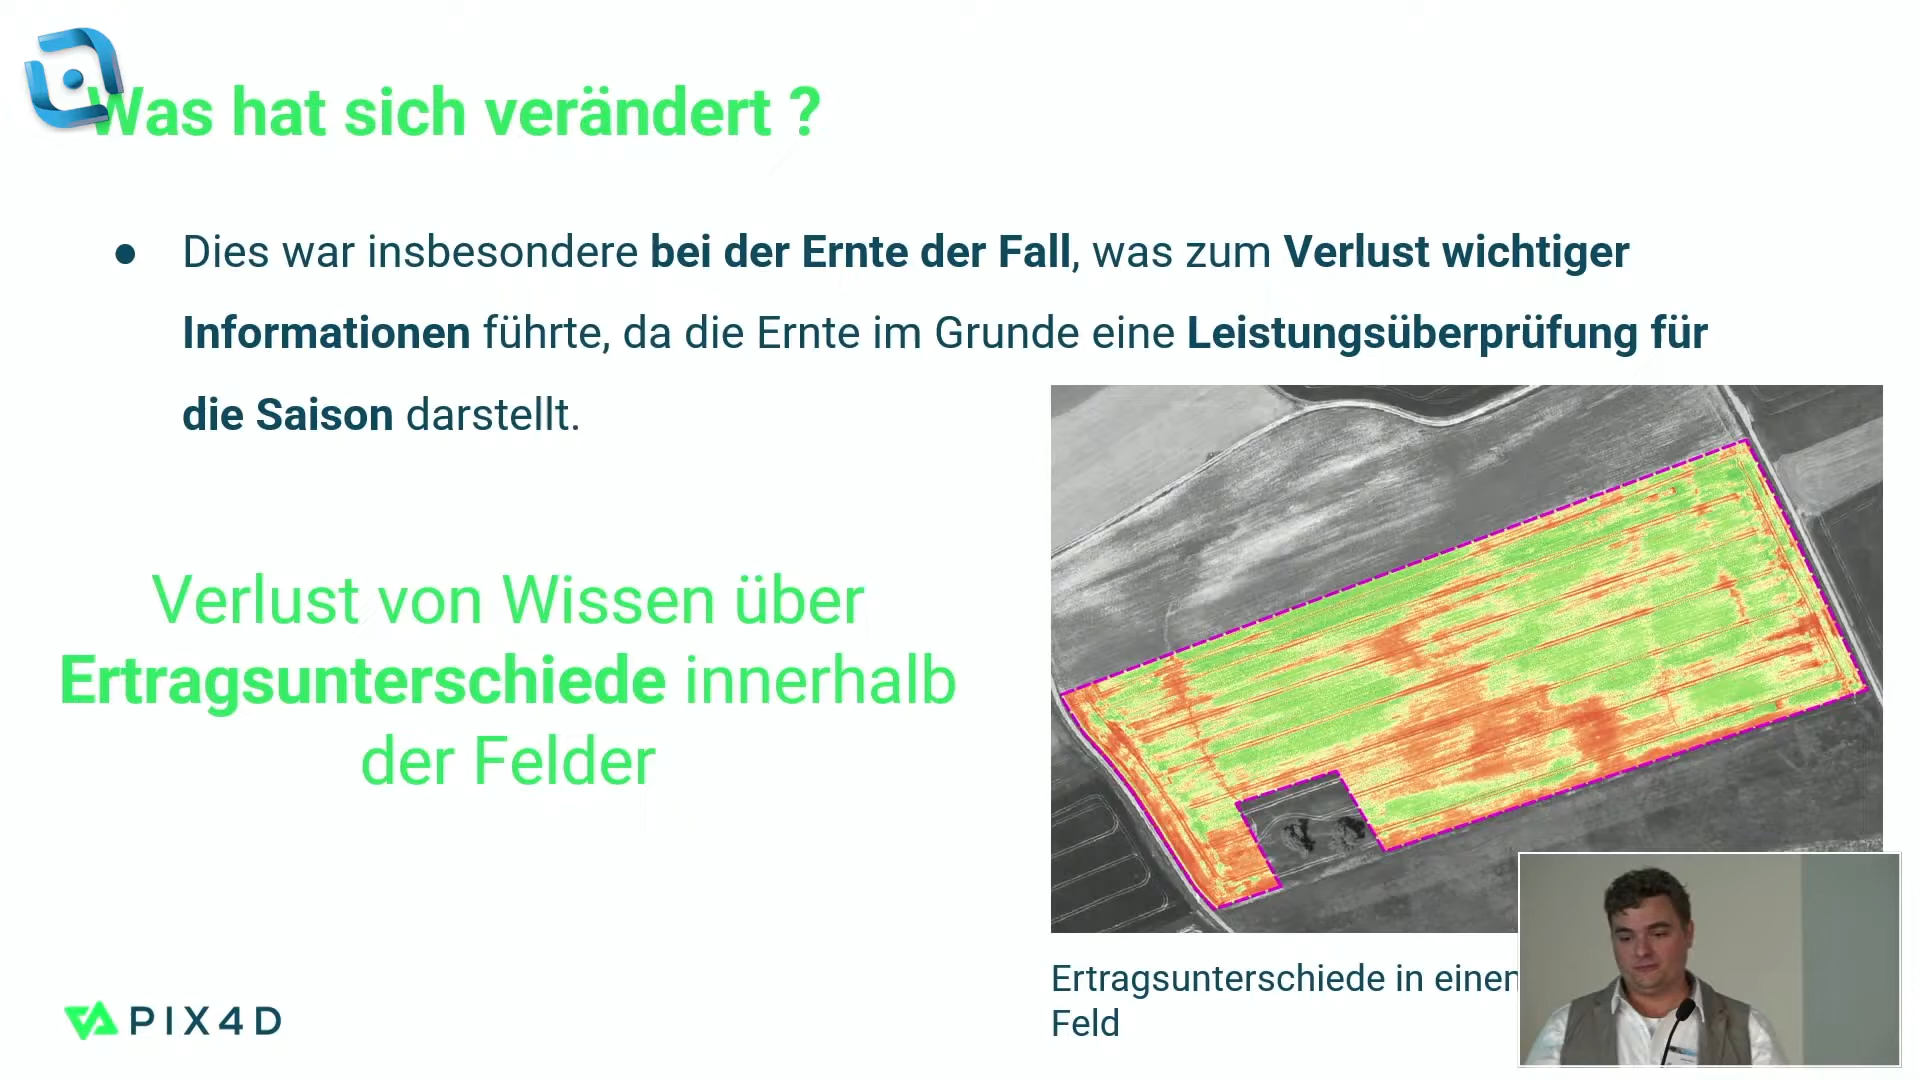 Was hat sich verändert ?
● Dies war insbesondere bei der Ernte der Fall, was zum Verlust wichtiger
Informationen führte, da die Ernte im Grunde eine Leistungsüberprüfung für
die Saison darstellt.
Verlust von Wissen über
Ertragsunterschiede innerhalb
der Felder
Ertragsunterschiede in einen
Feld
PIX4D